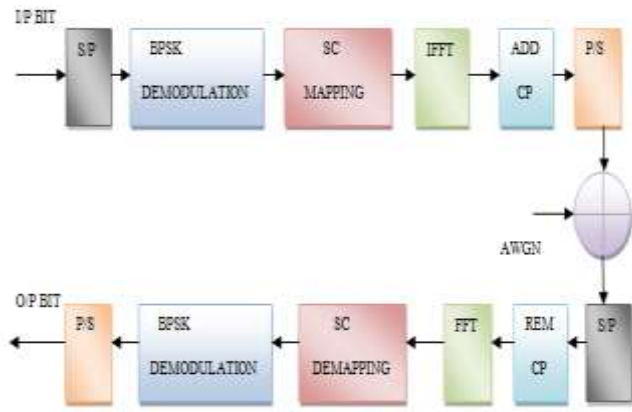 I/P BIT
S/P
BPSK
DEMODULATION
SC
MAPPING
IFFT
ADD
CP
P/S
AWGN
O/P BIT
P/S
BPSK
DEMODULATION
SC
DEMAPPING
FFT
REM
CP
S/P